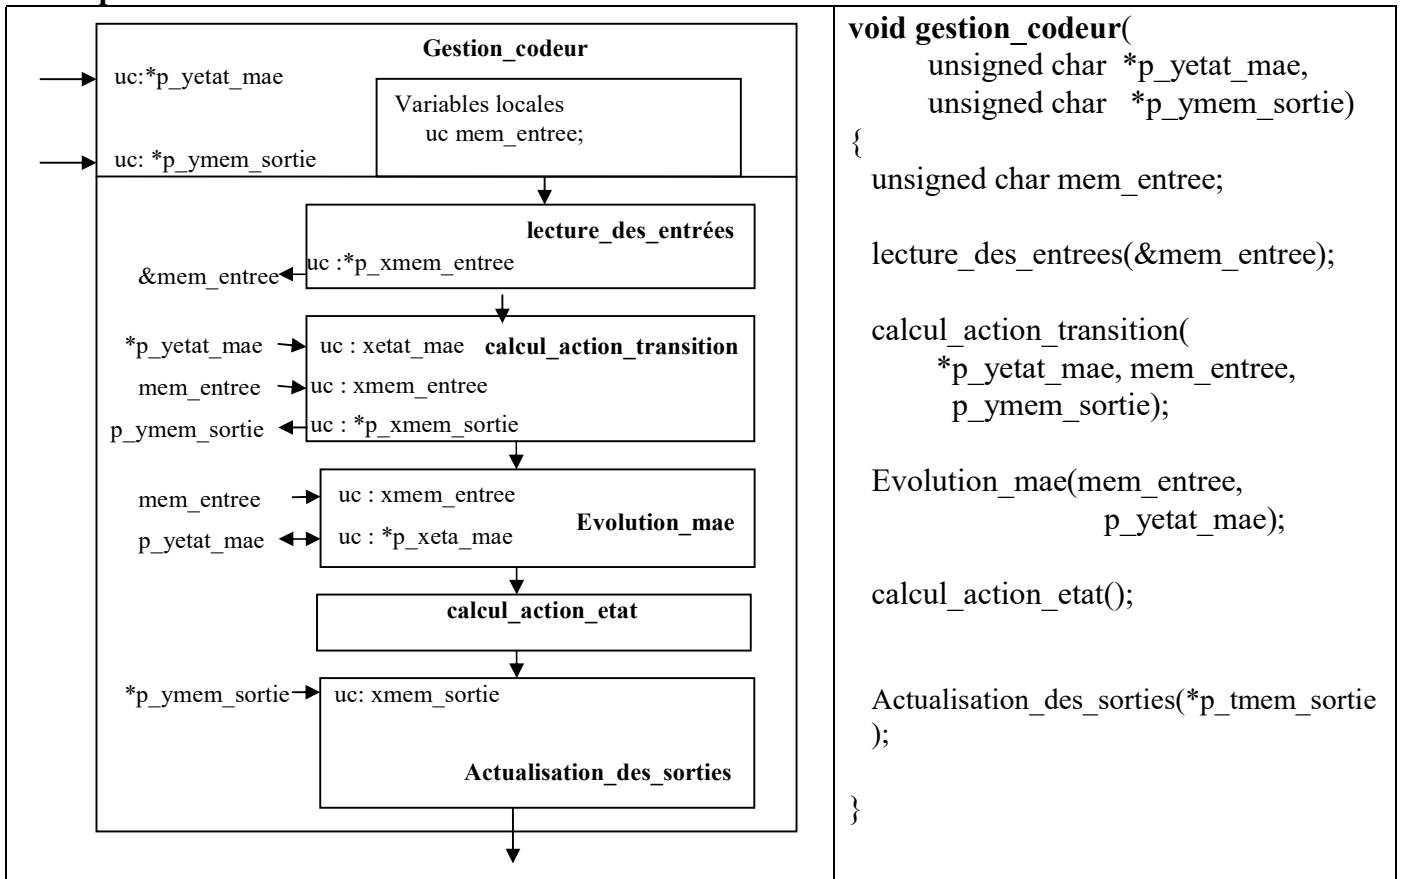 Gestion_codeur
uc:*p_yetat_mae
Variables locales
uc mem_entree;
uc: *p_ymem_sortie
lecture_des_entrées
uc :*p_xmem_entree
&mem_entree
*p_yetat_mae
uc : xetat_mae
calcul_action_transition
mem_entree
uc : xmem_entree
p_ymem_sortie
uc : *p_xmem_sortie
mem_entree
uc : xmem_entree
Evolution_mae
p_yetat_mae
uc : *p_xeta_mae
calcul_action_etat
*p_ymem_sortie
uc: xmem_sortie
Actualisation_des_sorties
void gestion_codeur(
unsigned char *p_yetat_mae,
unsigned char *p_ymem_sortie)
{
unsigned char mem_entree;
lecture_des_entrees(&mem_entree);
calcul_action_transition(
*p_yetat_mae, mem_entree,
p_ymem_sortie);
Evolution_mae(mem_entree,
p_yetat_mae);
calcul_action_etat();
Actualisation_des_sorties(*p_tmem_sortie
);
}